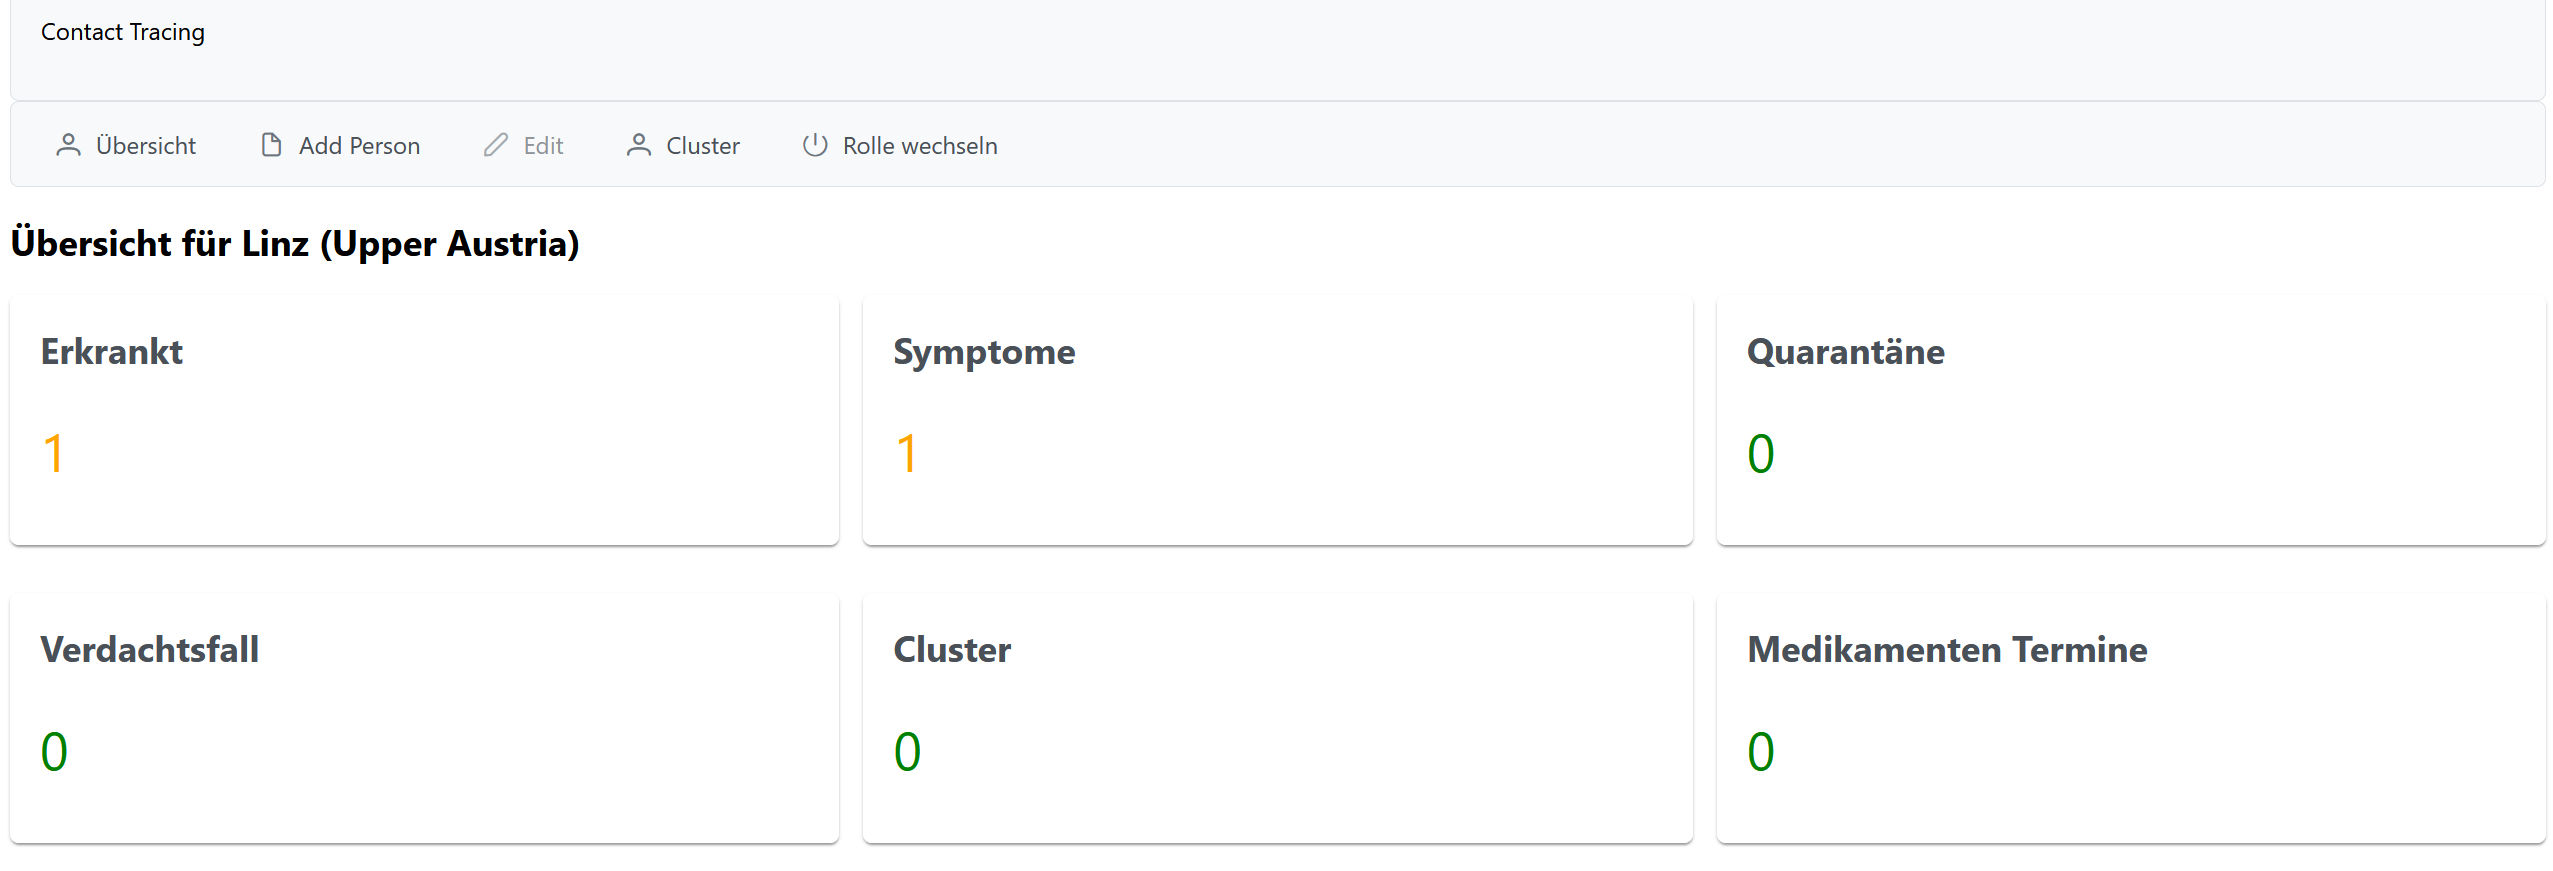 Contact Tracing
Übersicht Add Person Edit Cluster Rolle wechseln
Übersicht für Linz (Upper Austria)
Erkrankt Symptome Quarantäne
1 1 0
Verdachtsfall Cluster Medikamenten Termine
0 0 0